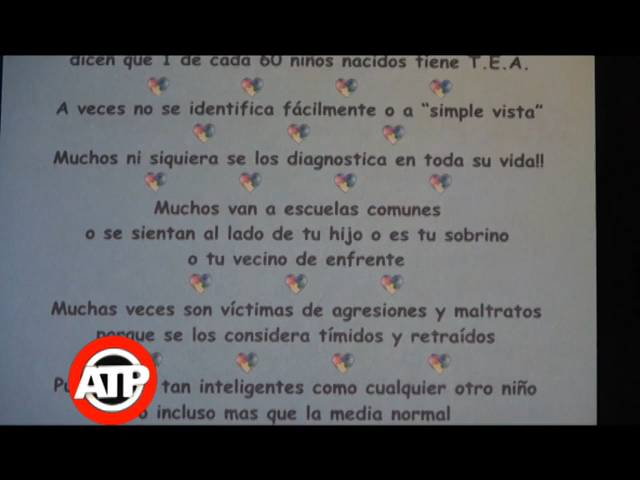 dicen que 1 de cada 60 niños nacidos tiene T.E.A.
A veces no se identifica fácilmente o a "simple vista"
Muchos ni siquiera se los diagnostica en toda su vida!!
Muchos van a escuelas comunes
o se sientan al lado de tu hijo o es tu sobrino
o tu vecino de enfrente
Muchas veces son víctimas de agresiones y maltratos
porque se los considera tímidos y retraídos
tan inteligentes como cualquier otro niño
o incluso mas que la media normal
ATP